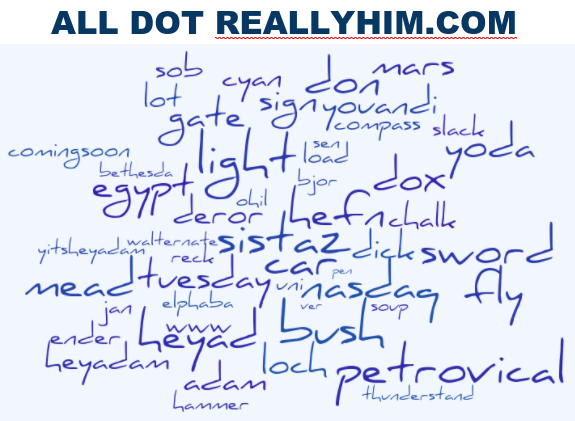 ALL DOT REALLYHIM.COM
sob cyan don mars
lot gate sign youandi
compass slack
comingsoon light sen load yoda
bethesda egypt bjor dox
ohil deror hefn chalk
yitsheyadam walternate sistaz dick sword
reck car pen
mead tuesday uni nasdaq fly
jan elphaba ver soup
www
ender heyad bush
heyadam loch petrovical
adam thunderstand
hammer